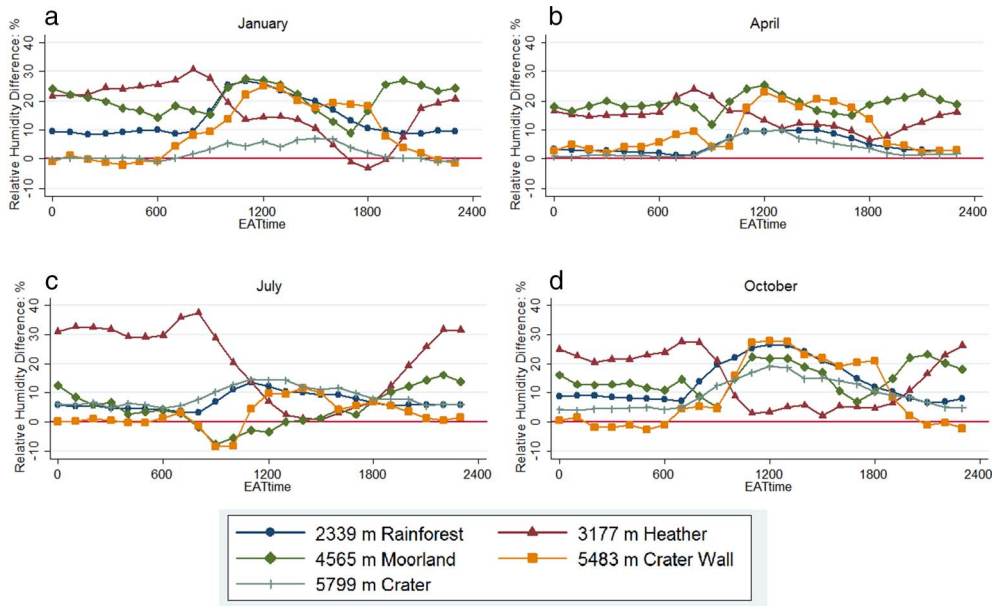 a
January
Relative Humidity Difference: %
40
30
20
10
0
-10
0 600 1200 1800 2400
EATtime
b
April
Relative Humidity Difference: %
40
30
20
10
0
-10
0 600 1200 1800 2400
EATtime
c
July
Relative Humidity Difference: %
40
30
20
10
0
-10
0 600 1200 1800 2400
EATtime
d
October
Relative Humidity Difference: %
40
30
20
10
0
-10
0 600 1200 1800 2400
EATtime
2339 m Rainforest
3177 m Heather
4565 m Moorland
5483 m Crater Wall
5799 m Crater